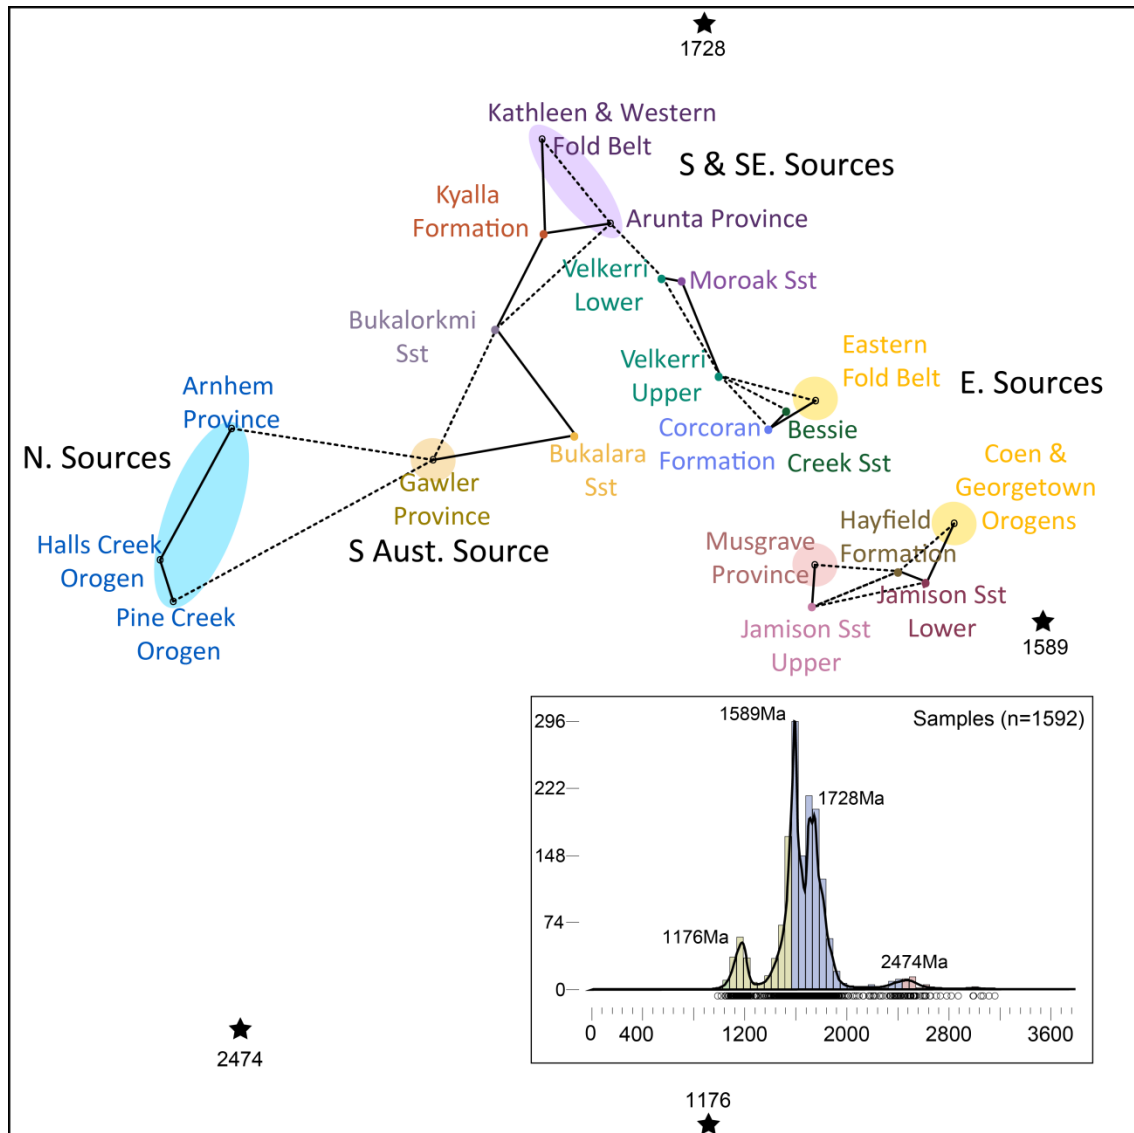 1728
Kathleen & Western
Fold Belt
S & SE. Sources
Kyalla
Formation
Arunta Province
Velkerri
Lower
Moroak Sst
Bukalorkmi
Sst
Velkerri
Upper
Eastern
Fold Belt
E. Sources
Arnhem
Province
N. Sources
Corcoran
Formation
Bessie
Creek Sst
Bukalara
Sst
Gawler
Province
S Aust. Source
Coen &
Georgetown
Orogens
Hayfield
Formation
Musgrave
Province
Halls Creek
Orogen
Pine Creek
Orogen
Jamison Sst
Lower
Jamison Sst
Upper
1589
1589Ma
Samples (n=1592)
296
222
148
74
0
1728Ma
1176Ma
2474Ma
0 400 1200 2000 2800 3600
2474
1176